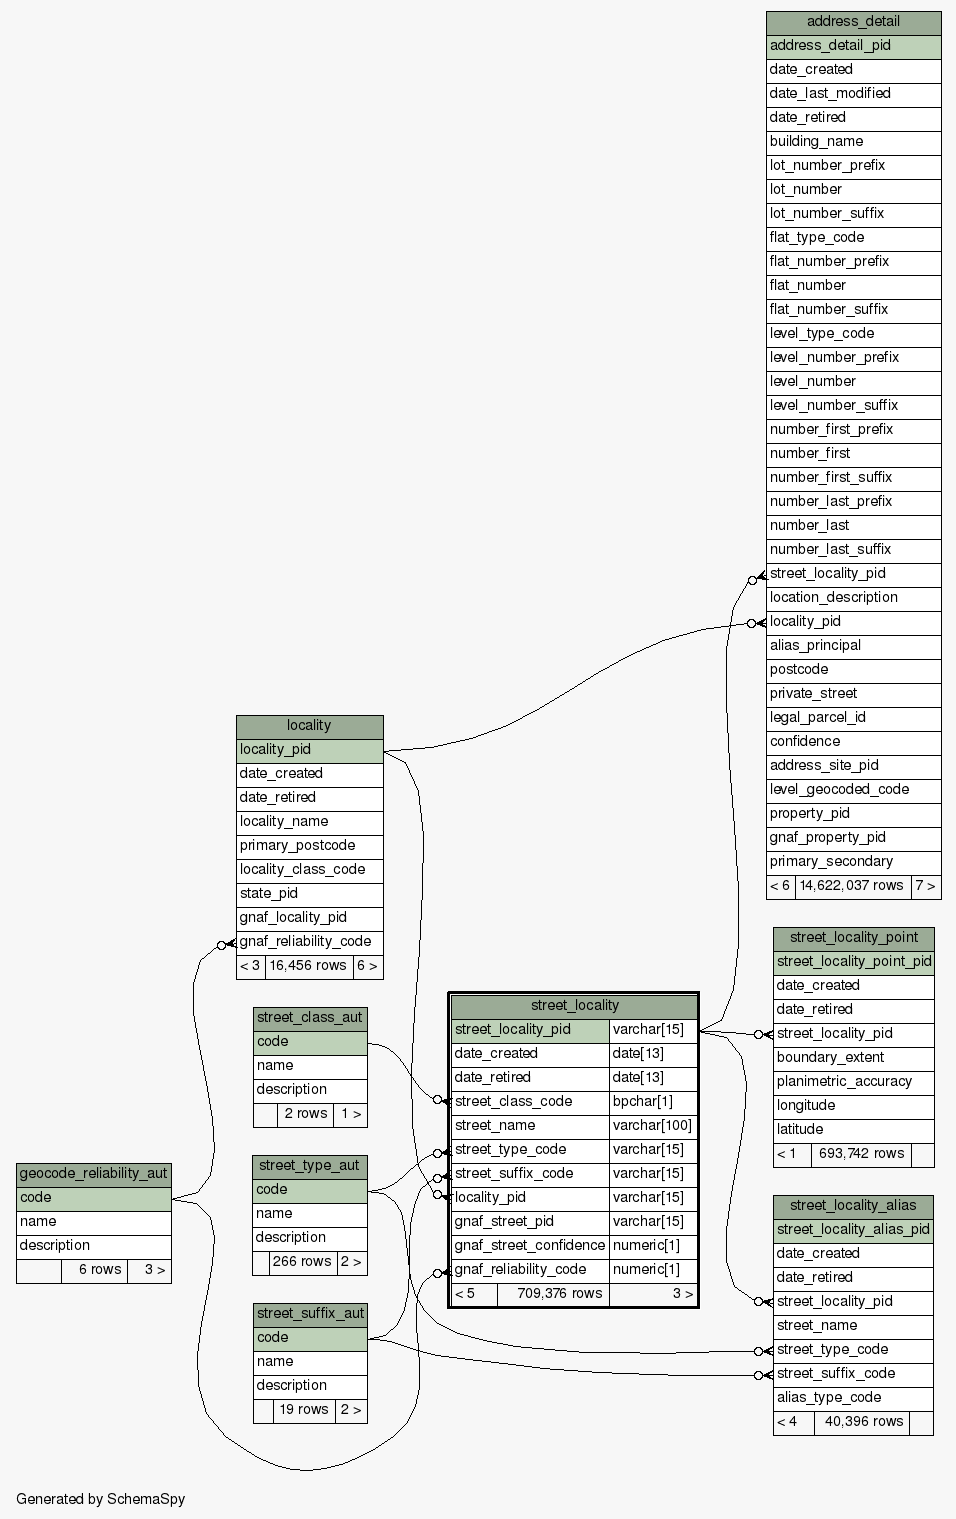 address_detail
address_detail_pid
date_created
date_last_modified
date_retired
building_name
lot_number_prefix
lot_number
lot_number_suffix
flat_type_code
flat_number_prefix
flat_number
flat_number_suffix
level_type_code
level_number_prefix
level_number
level_number_suffix
number_first_prefix
number_first
number_first_suffix
number_last_prefix
number_last
number_last_suffix
street_locality_pid
location_description
locality_pid
alias_principal
postcode
private_street
legal_parcel_id
confidence
address_site_pid
level_geocoded_code
property_pid
gnaf_property_pid
primary_secondary
< 6 14,622,037 rows 7 >
locality
locality_pid
date_created
date_retired
locality_name
primary_postcode
locality_class_code
state_pid
gnaf_locality_pid
gnaf_reliability_code
< 3 16,456 rows 6 >
street_locality_point
street_locality_point_pid
date_created
date_retired
street_locality_pid
boundary_extent
planimetric_accuracy
longitude
latitude
< 1 693,742 rows
street_class_aut
code
name
description
2 rows 1 >
street_locality
street_locality_pid varchar[15]
date_created date[13]
date_retired date[13]
street_class_code bpchar[1]
street_name varchar[100]
street_type_code varchar[15]
street_suffix_code varchar[15]
locality_pid varchar[15]
gnaf_street_pid varchar[15]
gnaf_street_confidence numeric[1]
gnaf_reliability_code numeric[1]
< 5 709,376 rows 3 >
geocode_reliability_aut
code
name
description
6 rows 3 >
street_type_aut
code
name
description
266 rows 2 >
street_locality_alias
street_locality_alias_pid
date_created
date_retired
street_locality_pid
street_name
street_type_code
street_suffix_code
alias_type_code
< 4 40,396 rows
street_suffix_aut
code
name
description
19 rows 2 >
Generated by SchemaSpy